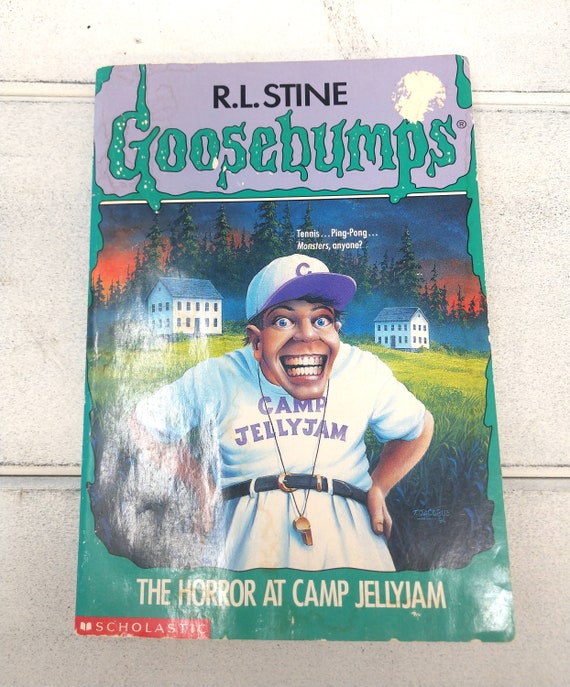 R.L. STINE
Goosebumps®
Tennis...Ping-Pong...
Monsters, anyone?
C
CAMP
JELLYJAM
THE HORROR AT CAMP JELLYJAM
SCHOLASTIC